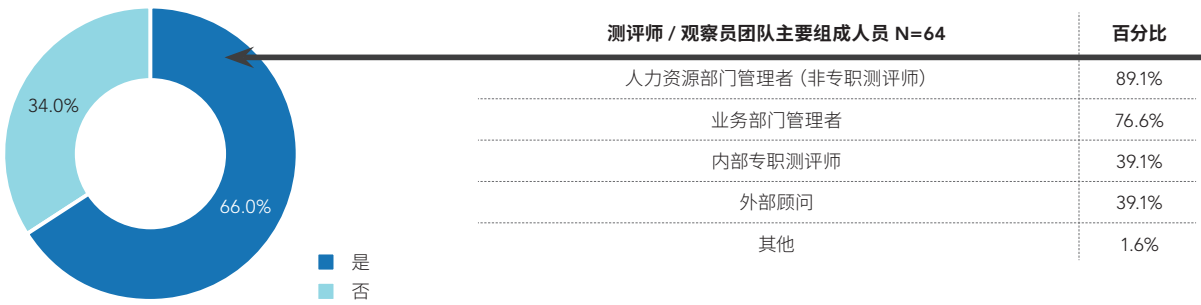 34.0%
66.0%
是
否
测评师 / 观察员团队主要组成人员 N=64 百分比
人力资源部门管理者（非专职测评师） 89.1%
业务部门管理者 76.6%
内部专职测评师 39.1%
外部顾问 39.1%
其他 1.6%